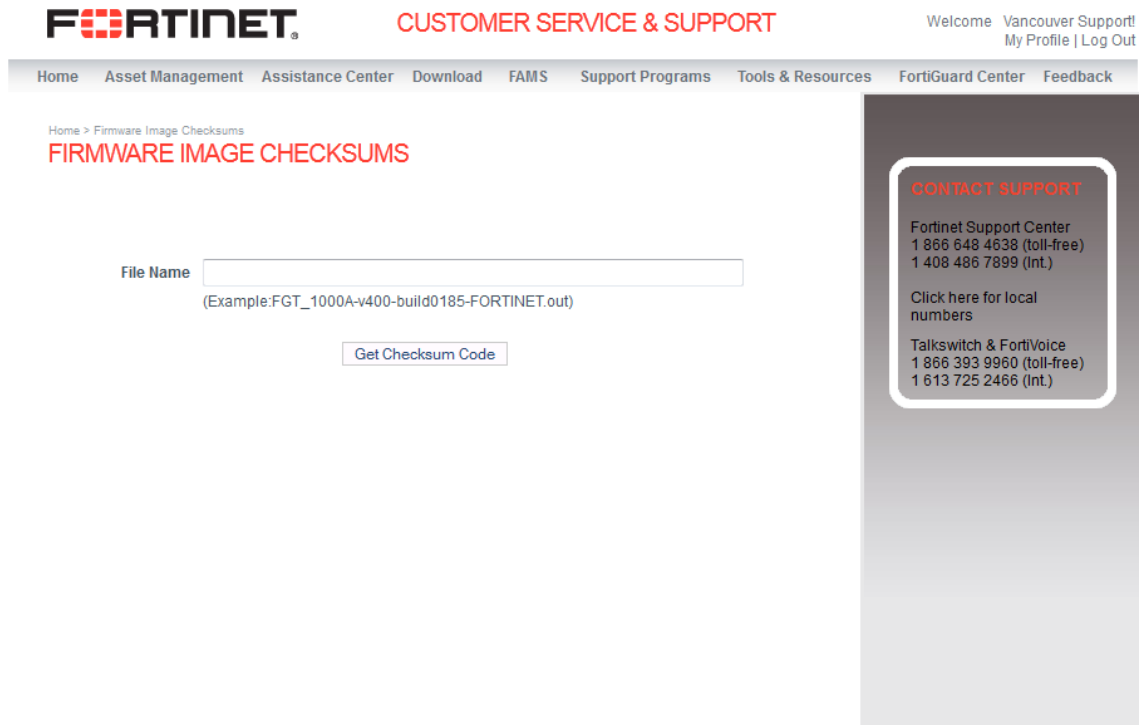 FORTINET®
CUSTOMER SERVICE & SUPPORT
Welcome Vancouver Support!
My Profile | Log Out
Home Asset Management Assistance Center Download FAMS Support Programs Tools & Resources FortiGuard Center Feedback
Home > Firmware Image Checksums
FIRMWARE IMAGE CHECKSUMS
File Name
(Example:FGT_1000A-v400-build0185-FORTINET.out)
Get Checksum Code
CONTACT SUPPORT
Fortinet Support Center
1 866 648 4638 (toll-free)
1 408 486 7899 (Int.)
Click here for local
numbers
Talkswitch & FortiVoice
1 866 393 9960 (toll-free)
1 613 725 2466 (Int.)